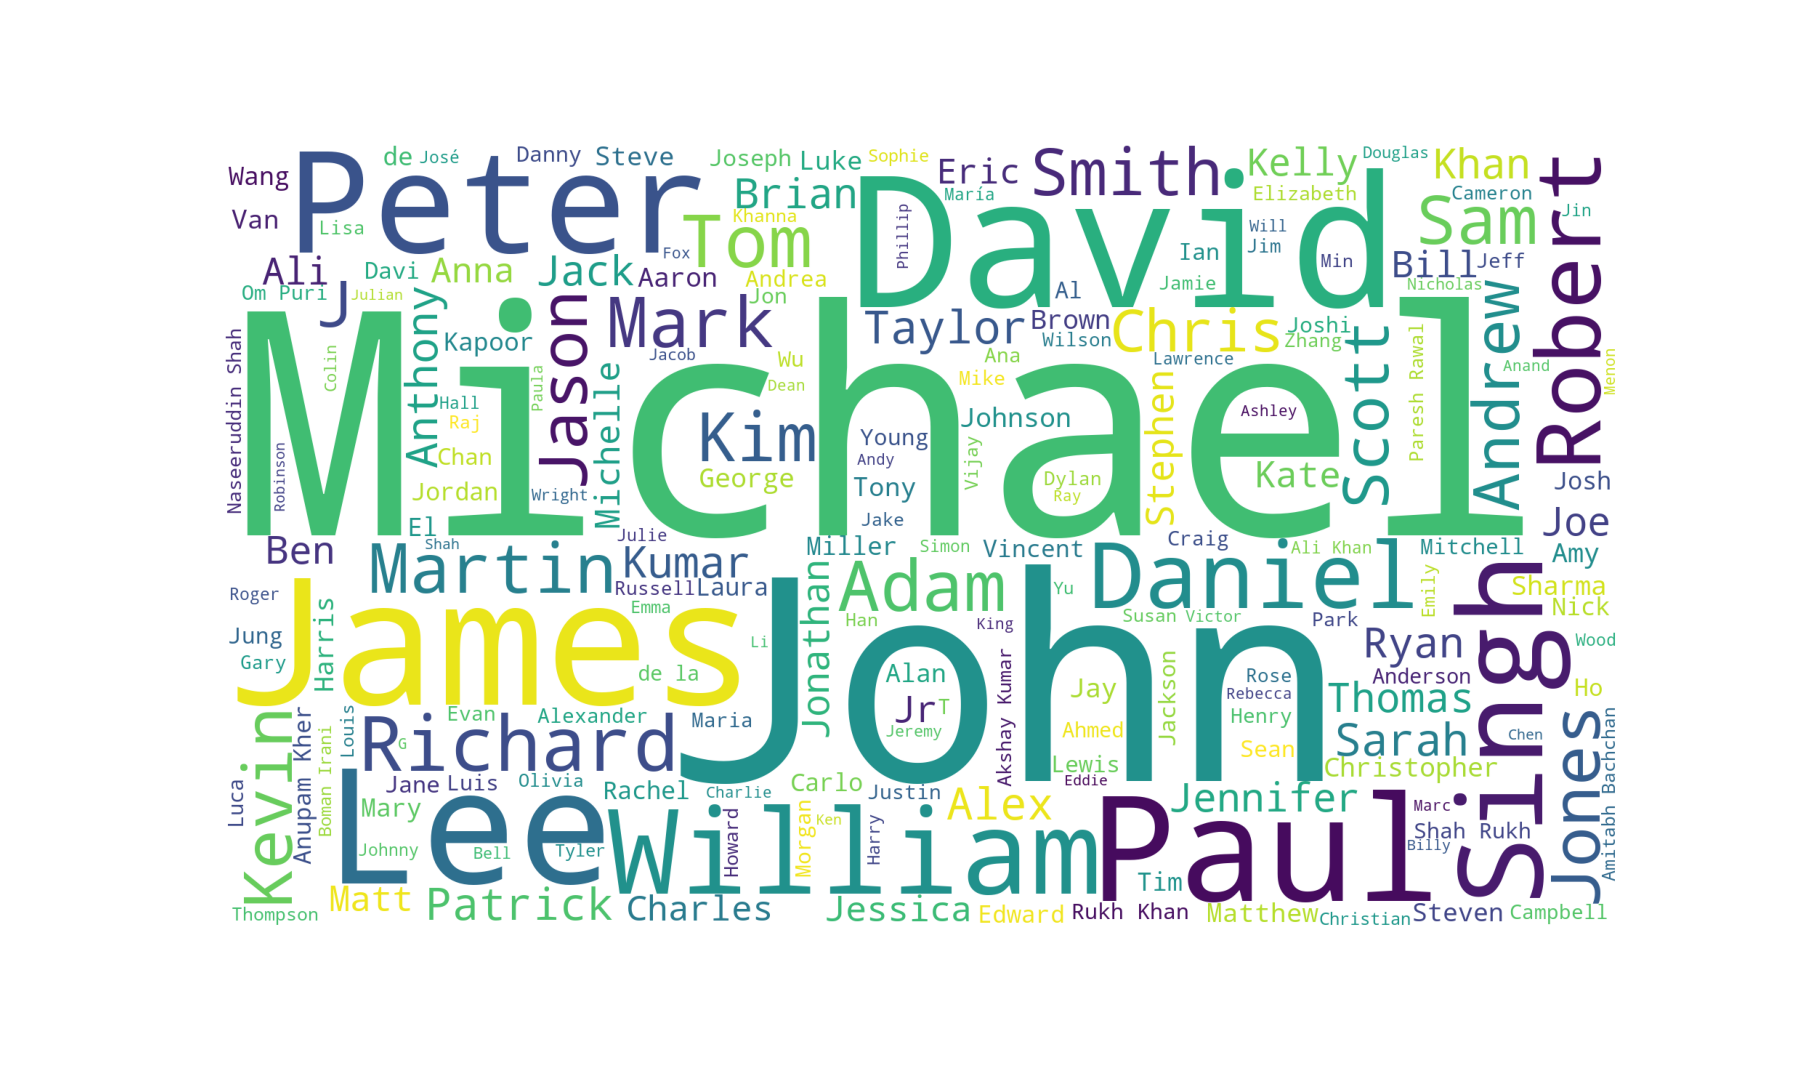 Peter
de
José
Danny
Steve
Joseph
Luke
Sophie
Eric
Smith
Kelly
Douglas
Khan
Robert
Wang
Van
Lisa
Brian
Khanna
Tom
Fox
David
María
Phillip
Elizabeth
Cameron
Sam
Jin
Will
Jim
Ian
Min
Bill
Jeff
Ali
Davi
Anna
Jack
Aaron
Andrea
Jon
Al
Jamie
Nicholas
Om Puri
Julian
J
Michael
Anthony
Jason
Mark
Taylor
Brown
Wilson
Chris
Joshi
Zhang
Scott
Andrew
Naseeruddin Shah
Colin
Kapoor
Jacob
Wu
Ana
Lawrence
Paresh Rawal
Anand
Menon
Paula
Michelle
Dean
Mike
Hall
Raj
Kim
Johnson
Stephen
Ashley
Chan
Young
Andy
Vijay
Robinson
Jordan
Wright
George
Tony
Dylan
Ray
Kate
Josh
El
Jake
Joe
Ben
Shah
Julie
Martin
Kumar
Miller
Simon
Vincent
Craig
Ali Khan
Mitchell
Amy
Russell
Laura
Jonathan
Adam
Yu
Daniel
Emily
Singh
Sharma
Nick
Roger
James
Emma
Han
John
King
Susan
Victor
Park
Harris
Jung
Gary
Li
Ryan
Wood
de la
Alan
Akshay Kumar
Jay
Jackson
Rose
Rebecca
Anderson
Ho
Thomas
Jr
T
Kevin
Louis
Evan
Alexander
Maria
Jeremy
Ahmed
Henry
Sarah
Chen
Jones
Amitabh Bachchan
Anupam Kher
Boman Irani
Richard
G
Sean
Lewis
Christopher
Luca
Jane
Luis
Olivia
Rachel
Charlie
Carlo
Justin
Eddie
Mary
Lee
William
Howard
Morgan
Ken
Harry
Alex
Paul
Jennifer
Marc
Shah Rukh
Billy
Johnny
Bell
Tyler
Tim
Thompson
Matt
Patrick
Charles
Jessica
Edward
Rukh Khan
Matthew
Christian
Steven
Campbell